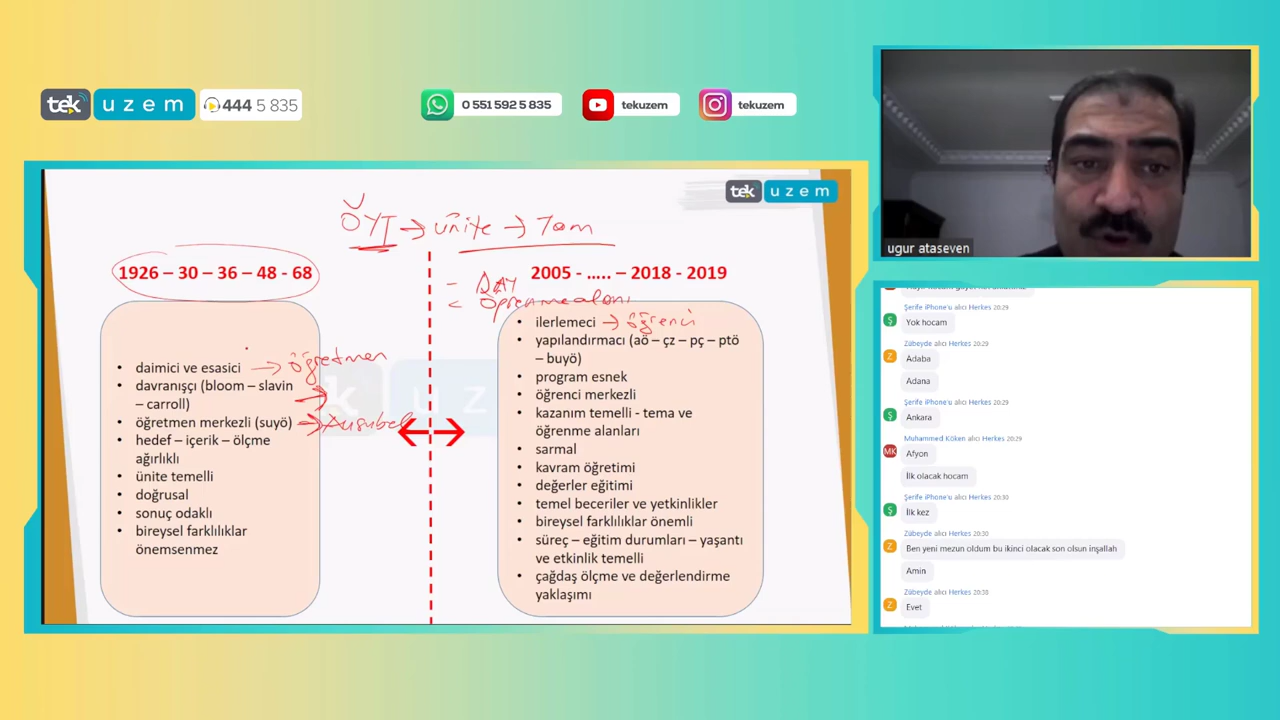 tek uzem 444 5 835
0 551 592 5 835
tekuzem
tekuzem
tek uzem
ÖYT → ünite → Tam
1926 – 30 – 36 – 48 - 68
• daimici ve esasici → öğretmen
• davranışçı (bloom – slavin
– carroll) →
• öğretmen merkezli (suyö) → Ausubel
• hedef – içerik – ölçme
ağırlıklı
• ünite temelli
• doğrusal
• sonuç odaklı
• bireysel farklılıklar
önemsenmez
2005 - ..... – 2018 - 2019
- DAY
- Öğrenme alanı
• ilerlemeci → öğrenci
• yapılandırmacı (aö – çz – pç – ptö
– buyö)
• program esnek
• öğrenci merkezli
• kazanım temelli - tema ve
öğrenme alanları
• sarmal
• kavram öğretimi
• değerler eğitimi
• temel beceriler ve yetkinlikler
• bireysel farklılıklar önemli
• süreç – eğitim durumları – yaşantı
ve etkinlik temelli
• çağdaş ölçme ve değerlendirme
yaklaşımı
ugur ataseven
Şerife iPhone'u alıcı Herkes 20:29
Ş Yok hocam
Zübeyde alıcı Herkes 20:29
Z Adaba
Adana
Şerife iPhone'u alıcı Herkes 20:29
Ş Ankara
Muhammed Köken alıcı Herkes 20:29
MK Afyon
İlk olacak hocam
Şerife iPhone'u alıcı Herkes 20:30
Ş İlk kez
Zübeyde alıcı Herkes 20:30
Z Ben yeni mezun oldum bu ikinci olacak son olsun inşallah
Amin
Zübeyde alıcı Herkes 20:30
Z Evet